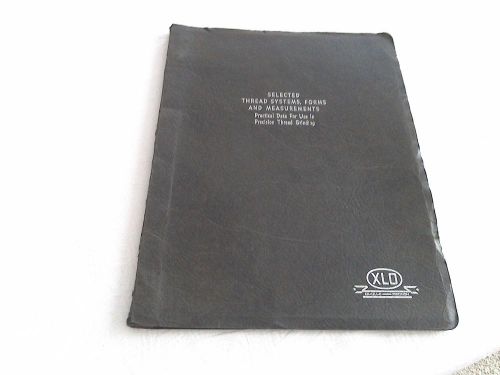 SELECTED
THREAD SYSTEMS, FORMS
AND MEASUREMENTS
Practical Data For Use In
Precision Thread Grinding
XLO